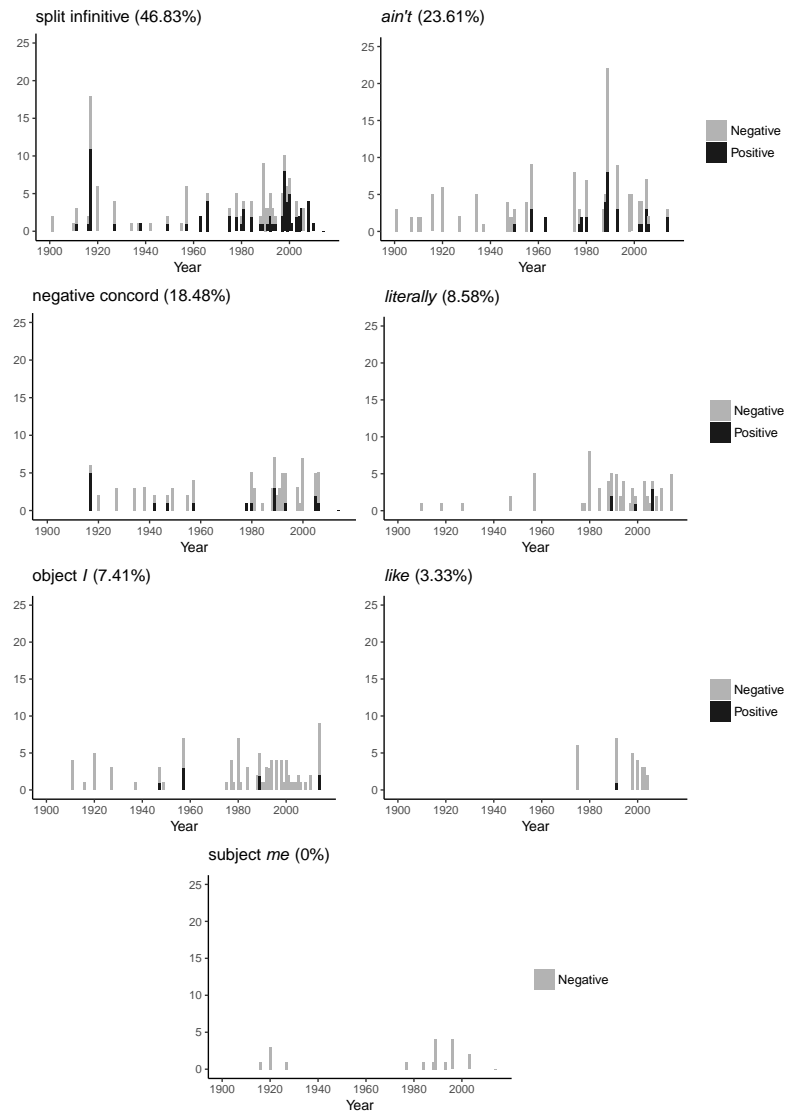 split infinitive (46.83%)
25
20
15
10
5
0
1900 1920 1940 1960 1980 2000
Year
ain't (23.61%)
25
20
15
10
5
0
1900 1920 1940 1960 1980 2000
Year
Negative
Positive
negative concord (18.48%)
25
20
15
10
5
0
1900 1920 1940 1960 1980 2000
Year
literally (8.58%)
25
20
15
10
5
0
1900 1920 1940 1960 1980 2000
Year
Negative
Positive
object I (7.41%)
25
20
15
10
5
0
1900 1920 1940 1960 1980 2000
Year
like (3.33%)
25
20
15
10
5
0
1900 1920 1940 1960 1980 2000
Year
Negative
Positive
subject me (0%)
25
20
15
10
5
0
1900 1920 1940 1960 1980 2000
Year
Negative